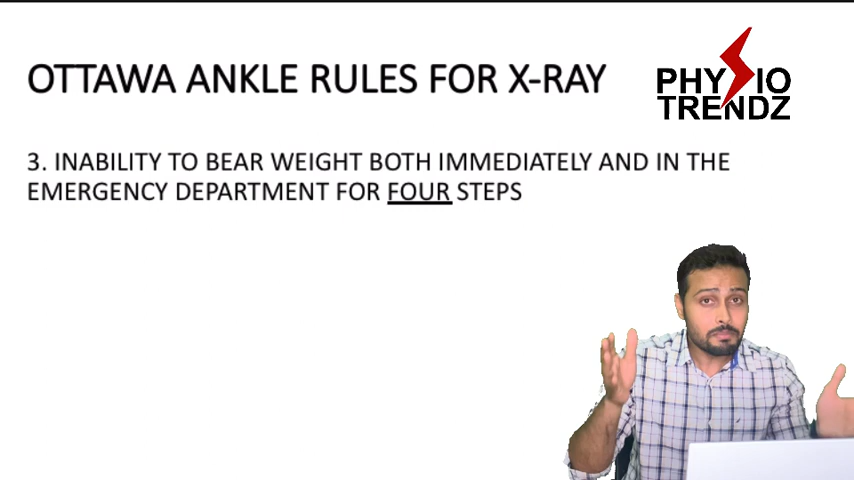 OTTAWA ANKLE RULES FOR X-RAY
PHYSIO
TRENDZ
3. INABILITY TO BEAR WEIGHT BOTH IMMEDIATELY AND IN THE
EMERGENCY DEPARTMENT FOR FOUR STEPS